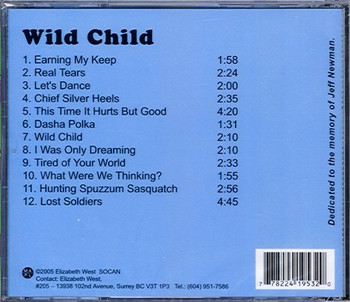 Wild Child
1. Earning My Keep 1:58
2. Real Tears 2:24
3. Let's Dance 2:00
4. Chief Silver Heels 2:35
5. This Time It Hurts But Good 4:20
6. Dasha Polka 1:31
7. Wild Child 2:10
8. I Was Only Dreaming 2:10
9. Tired of Your World 2:33
10. What Were We Thinking? 1:55
11. Hunting Spuzzum Sasquatch 2:56
12. Lost Soldiers 4:45
Dedicated to the memory of Jeff Newman.
©2005 Elizabeth West SOCAN
Contact: Elizabeth West,
#205 – 13938 102nd Avenue, Surrey BC V3T 1P3 Tel.: (604) 951-7586
7 78224 19532 0